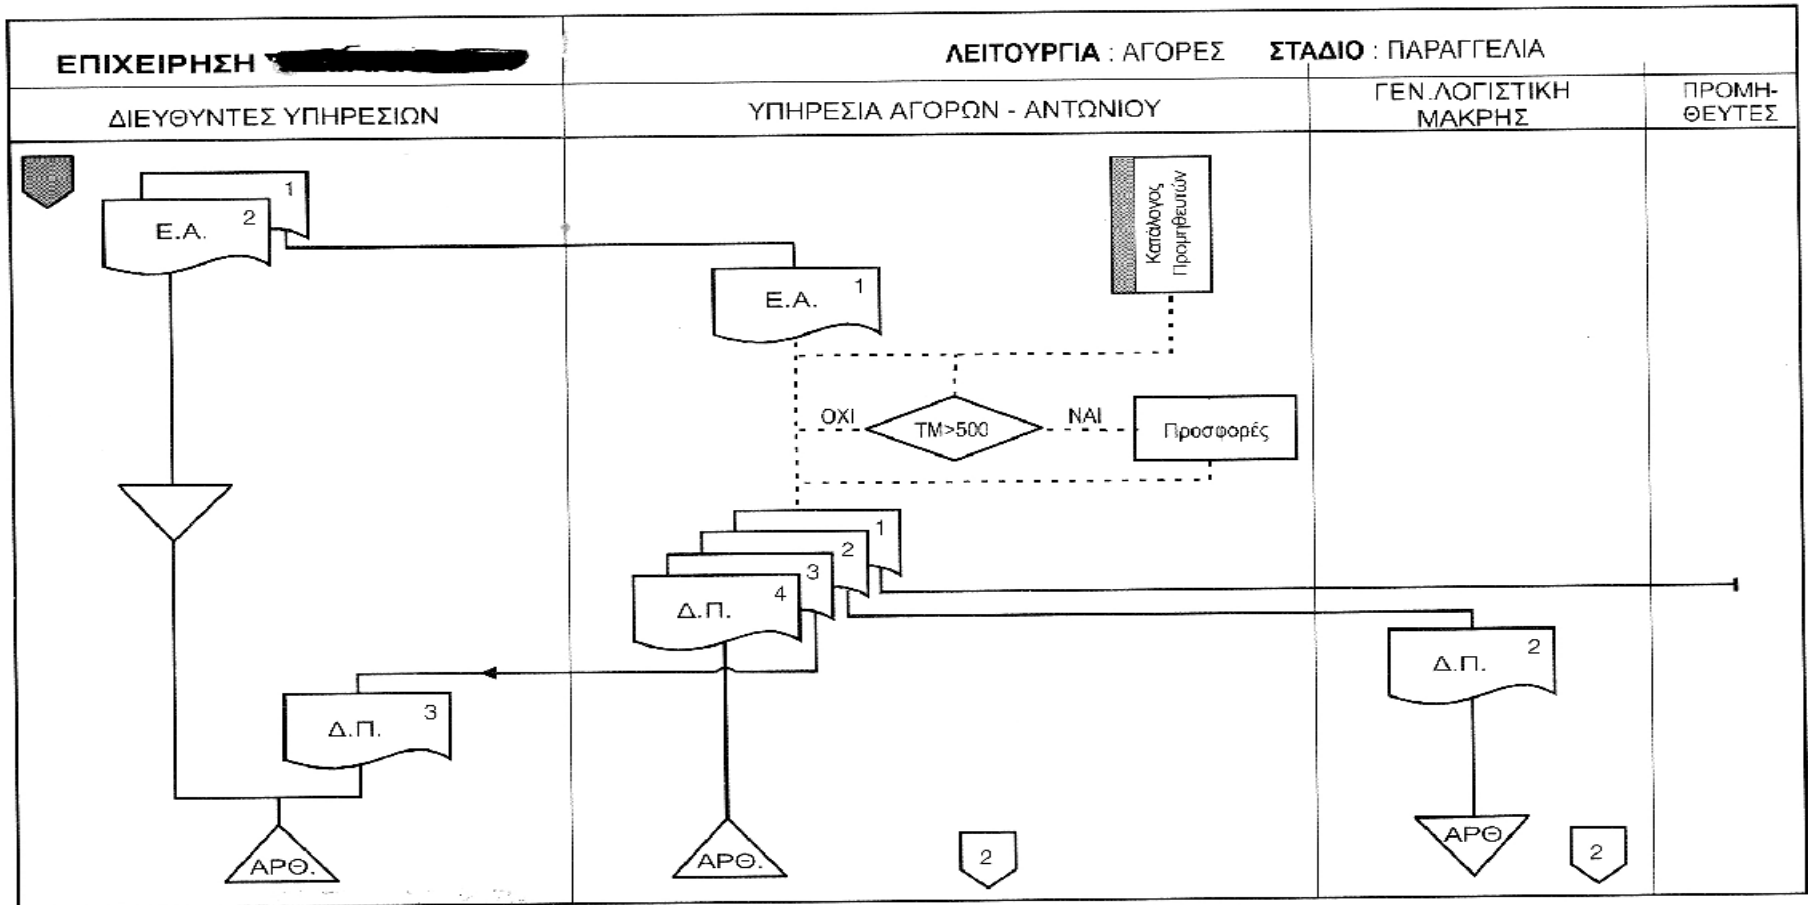 ΕΠΙΧΕΙΡΗΣΗ
ΛΕΙΤΟΥΡΓΙΑ : ΑΓΟΡΕΣ ΣΤΑΔΙΟ : ΠΑΡΑΓΓΕΛΙΑ
ΔΙΕΥΘΥΝΤΕΣ ΥΠΗΡΕΣΙΩΝ
ΥΠΗΡΕΣΙΑ ΑΓΟΡΩΝ - ΑΝΤΩΝΙΟΥ
ΓΕΝ.ΛΟΓΙΣΤΙΚΗ
ΜΑΚΡΗΣ
ΠΡΟΜΗ-
ΘΕΥΤΕΣ
1
Ε.Α. 2
Κατάλογος
Προμηθευτών
Ε.Α. 1
ΟΧΙ
ΤΜ>500
ΝΑΙ
Προσφορές
1
2
3
Δ.Π. 4
Δ.Π. 2
Δ.Π. 3
ΑΡΘ.
ΑΡΘ.
2
ΑΡΘ
2